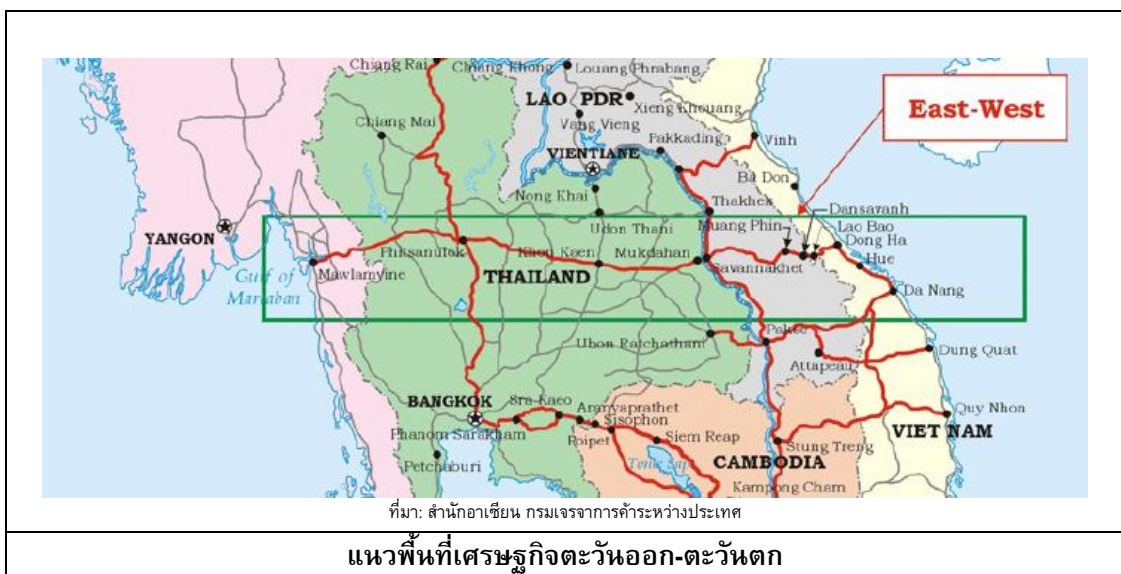 Chiang Rai
Chiang Khong
Louang Phrabang
LAO PDR
Xieng Khouang
East-West
Chiang Mai
Vang Vieng
Pakkading
Vinh
VIENTIANE
Ba Don
Nong Khai
Thakhek
Dansavanh
Udon Thani
Muang Phin
Lao Bao
YANGON
Phitsanulok
Khon Kaen
Mukdahan
Dong Ha
Hue
Mawlamyine
THAILAND
Savannakhet
Gulf of
Martaban
Da Nang
Ubon Ratchathani
Pakse
Attapeau
Dung Quat
BANGKOK
Sra Kaeo
Aranyaprathet
Sisophon
Quy Nhon
Phanom Sarakham
Poipet
Siem Reap
Stung Treng
VIET NAM
Petchaburi
Tonle Sap
CAMBODIA
Kampong Cham
ที่มา: สำนักอาเซียน กรมเจรจาการค้าระหว่างประเทศ
แนวพื้นที่เศรษฐกิจตะวันออก-ตะวันตก